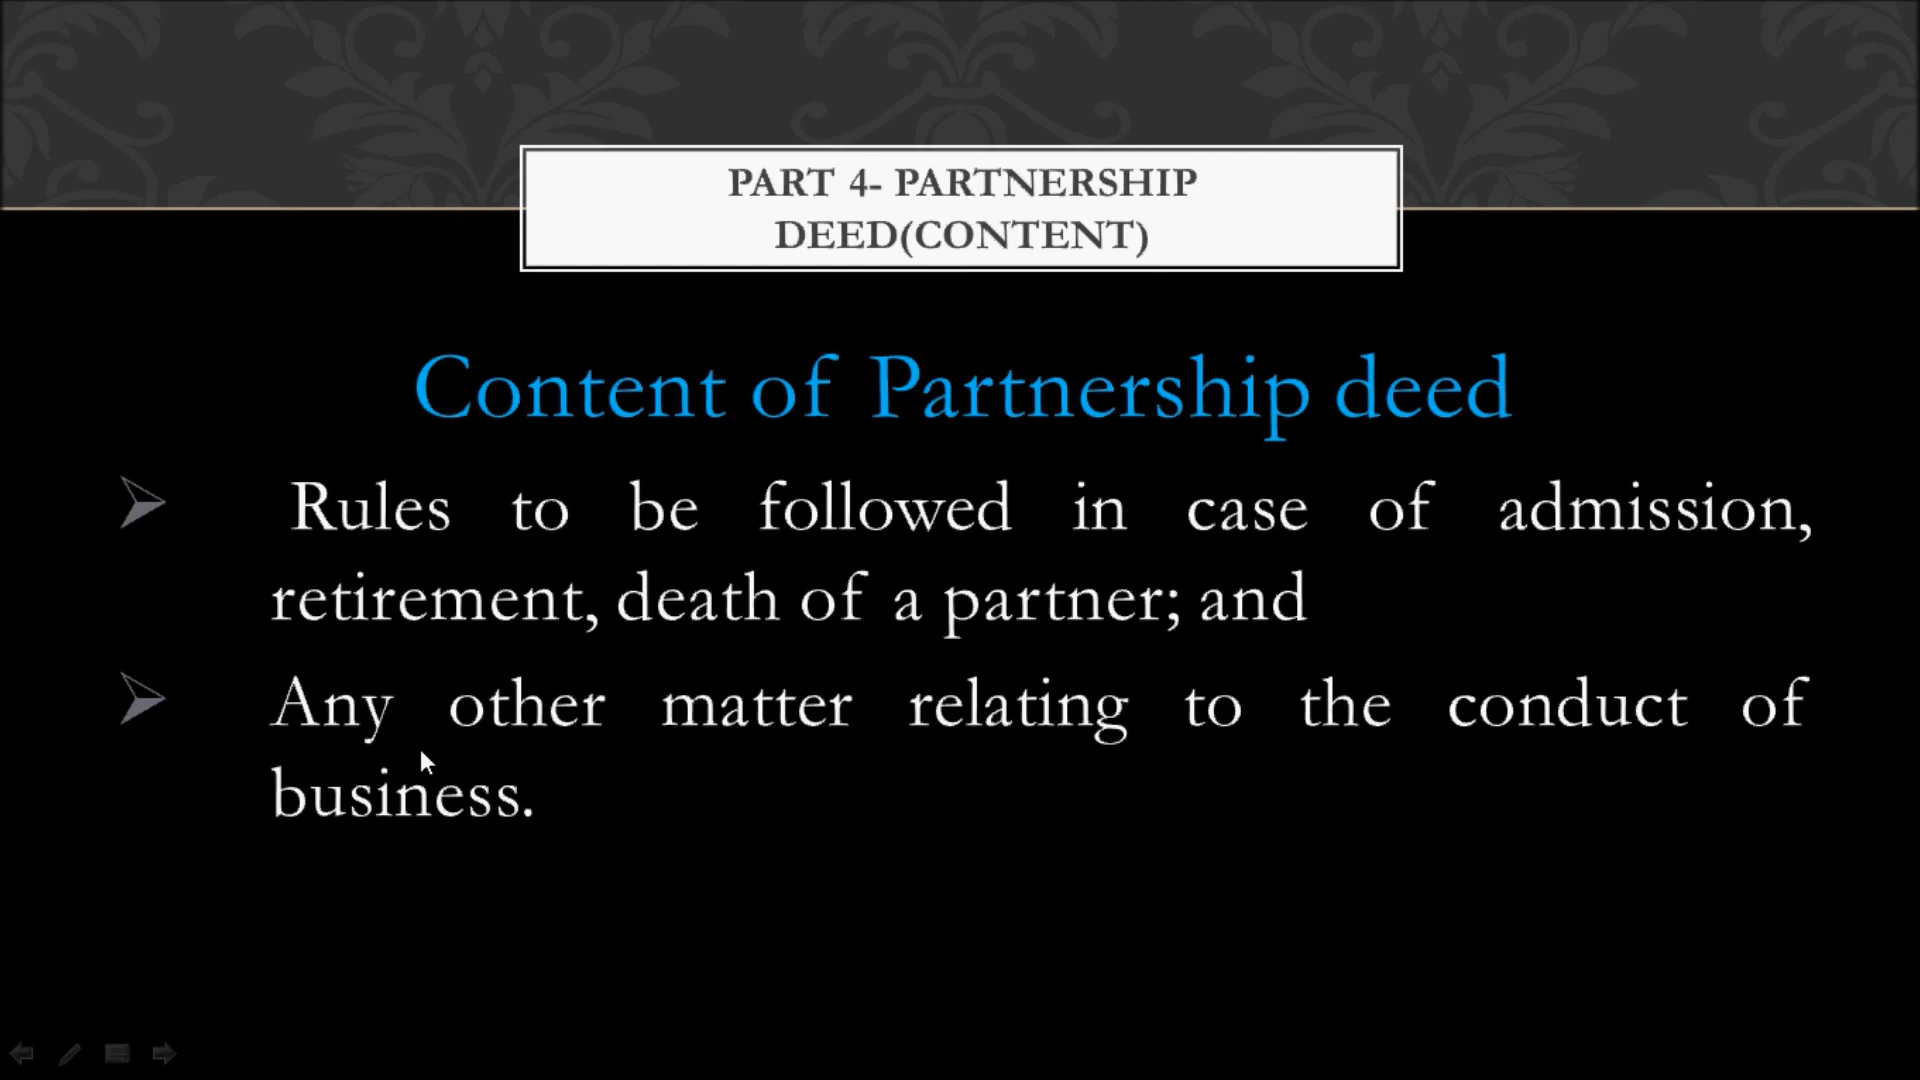 PART 4- PARTNERSHIP
DEED(CONTENT)
Content of Partnership deed
Rules to be followed in case of admission,
retirement, death of a partner; and
Any other matter relating to the conduct of
business.